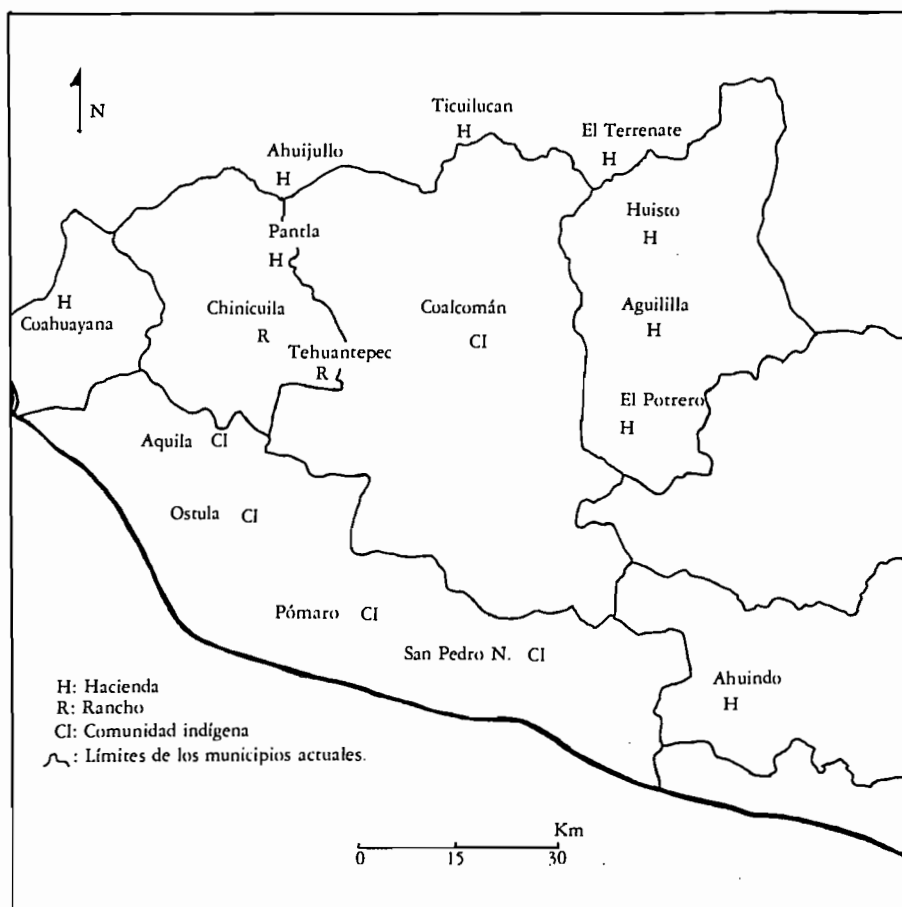 N
Ticuilucan
H
El Terrenate
H
Ahuijullo
H
Huisto
H
Pantla
H
H
Coahuayana
Chinicuila
R
Coalcomán
CI
Aguililla
H
Tehuantepec
R
El Potrero
H
Aquila CI
Ostula CI
Pómaro CI
San Pedro N. CI
Ahuindo
H
H: Hacienda
R: Rancho
CI: Comunidad indígena
: Límites de los municipios actuales.
Km
0 15 30